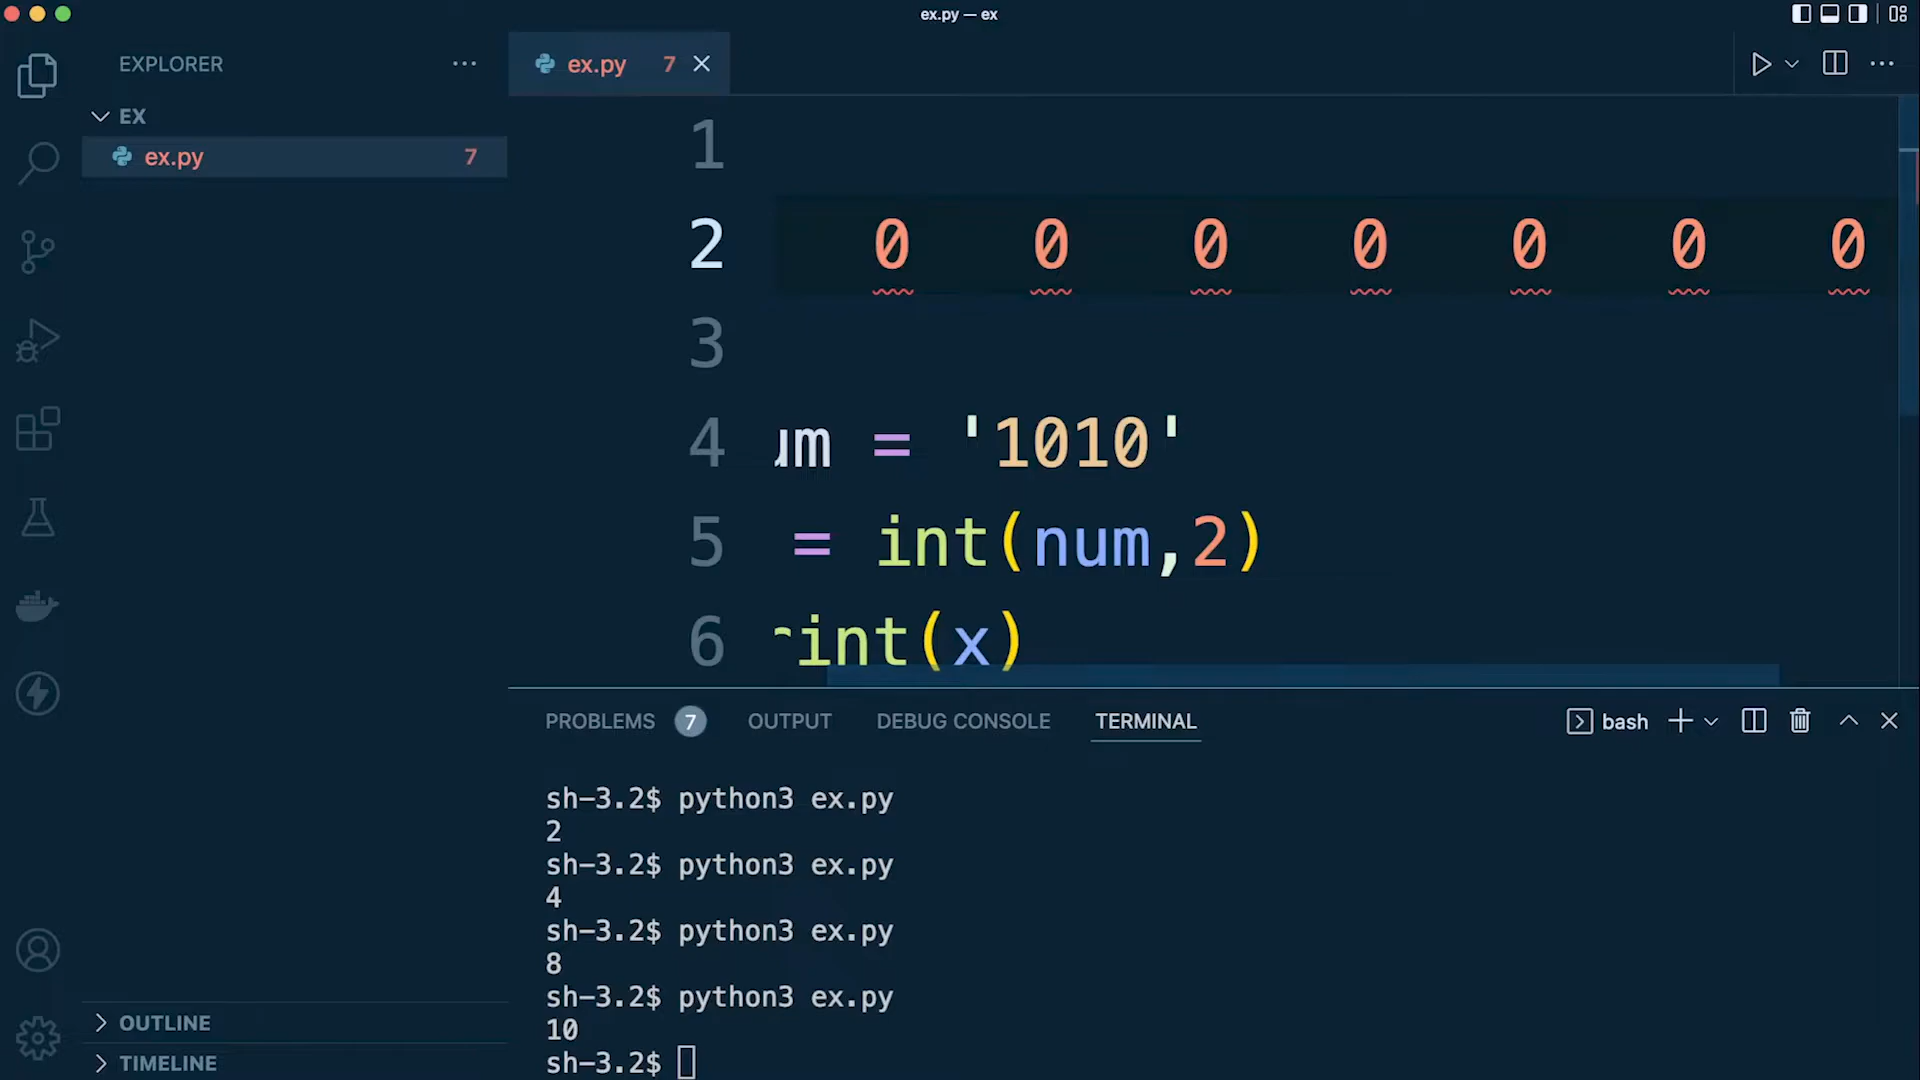 ex.py — ex
EXPLORER
EX
ex.py 7
OUTLINE
TIMELINE
ex.py 7
1
2 0 0 0 0 0 0 0
3
4 um = '1010'
5 = int(num,2)
6 rint(x)
PROBLEMS 7 OUTPUT DEBUG CONSOLE TERMINAL bash
sh-3.2$ python3 ex.py
2
sh-3.2$ python3 ex.py
4
sh-3.2$ python3 ex.py
8
sh-3.2$ python3 ex.py
10
sh-3.2$